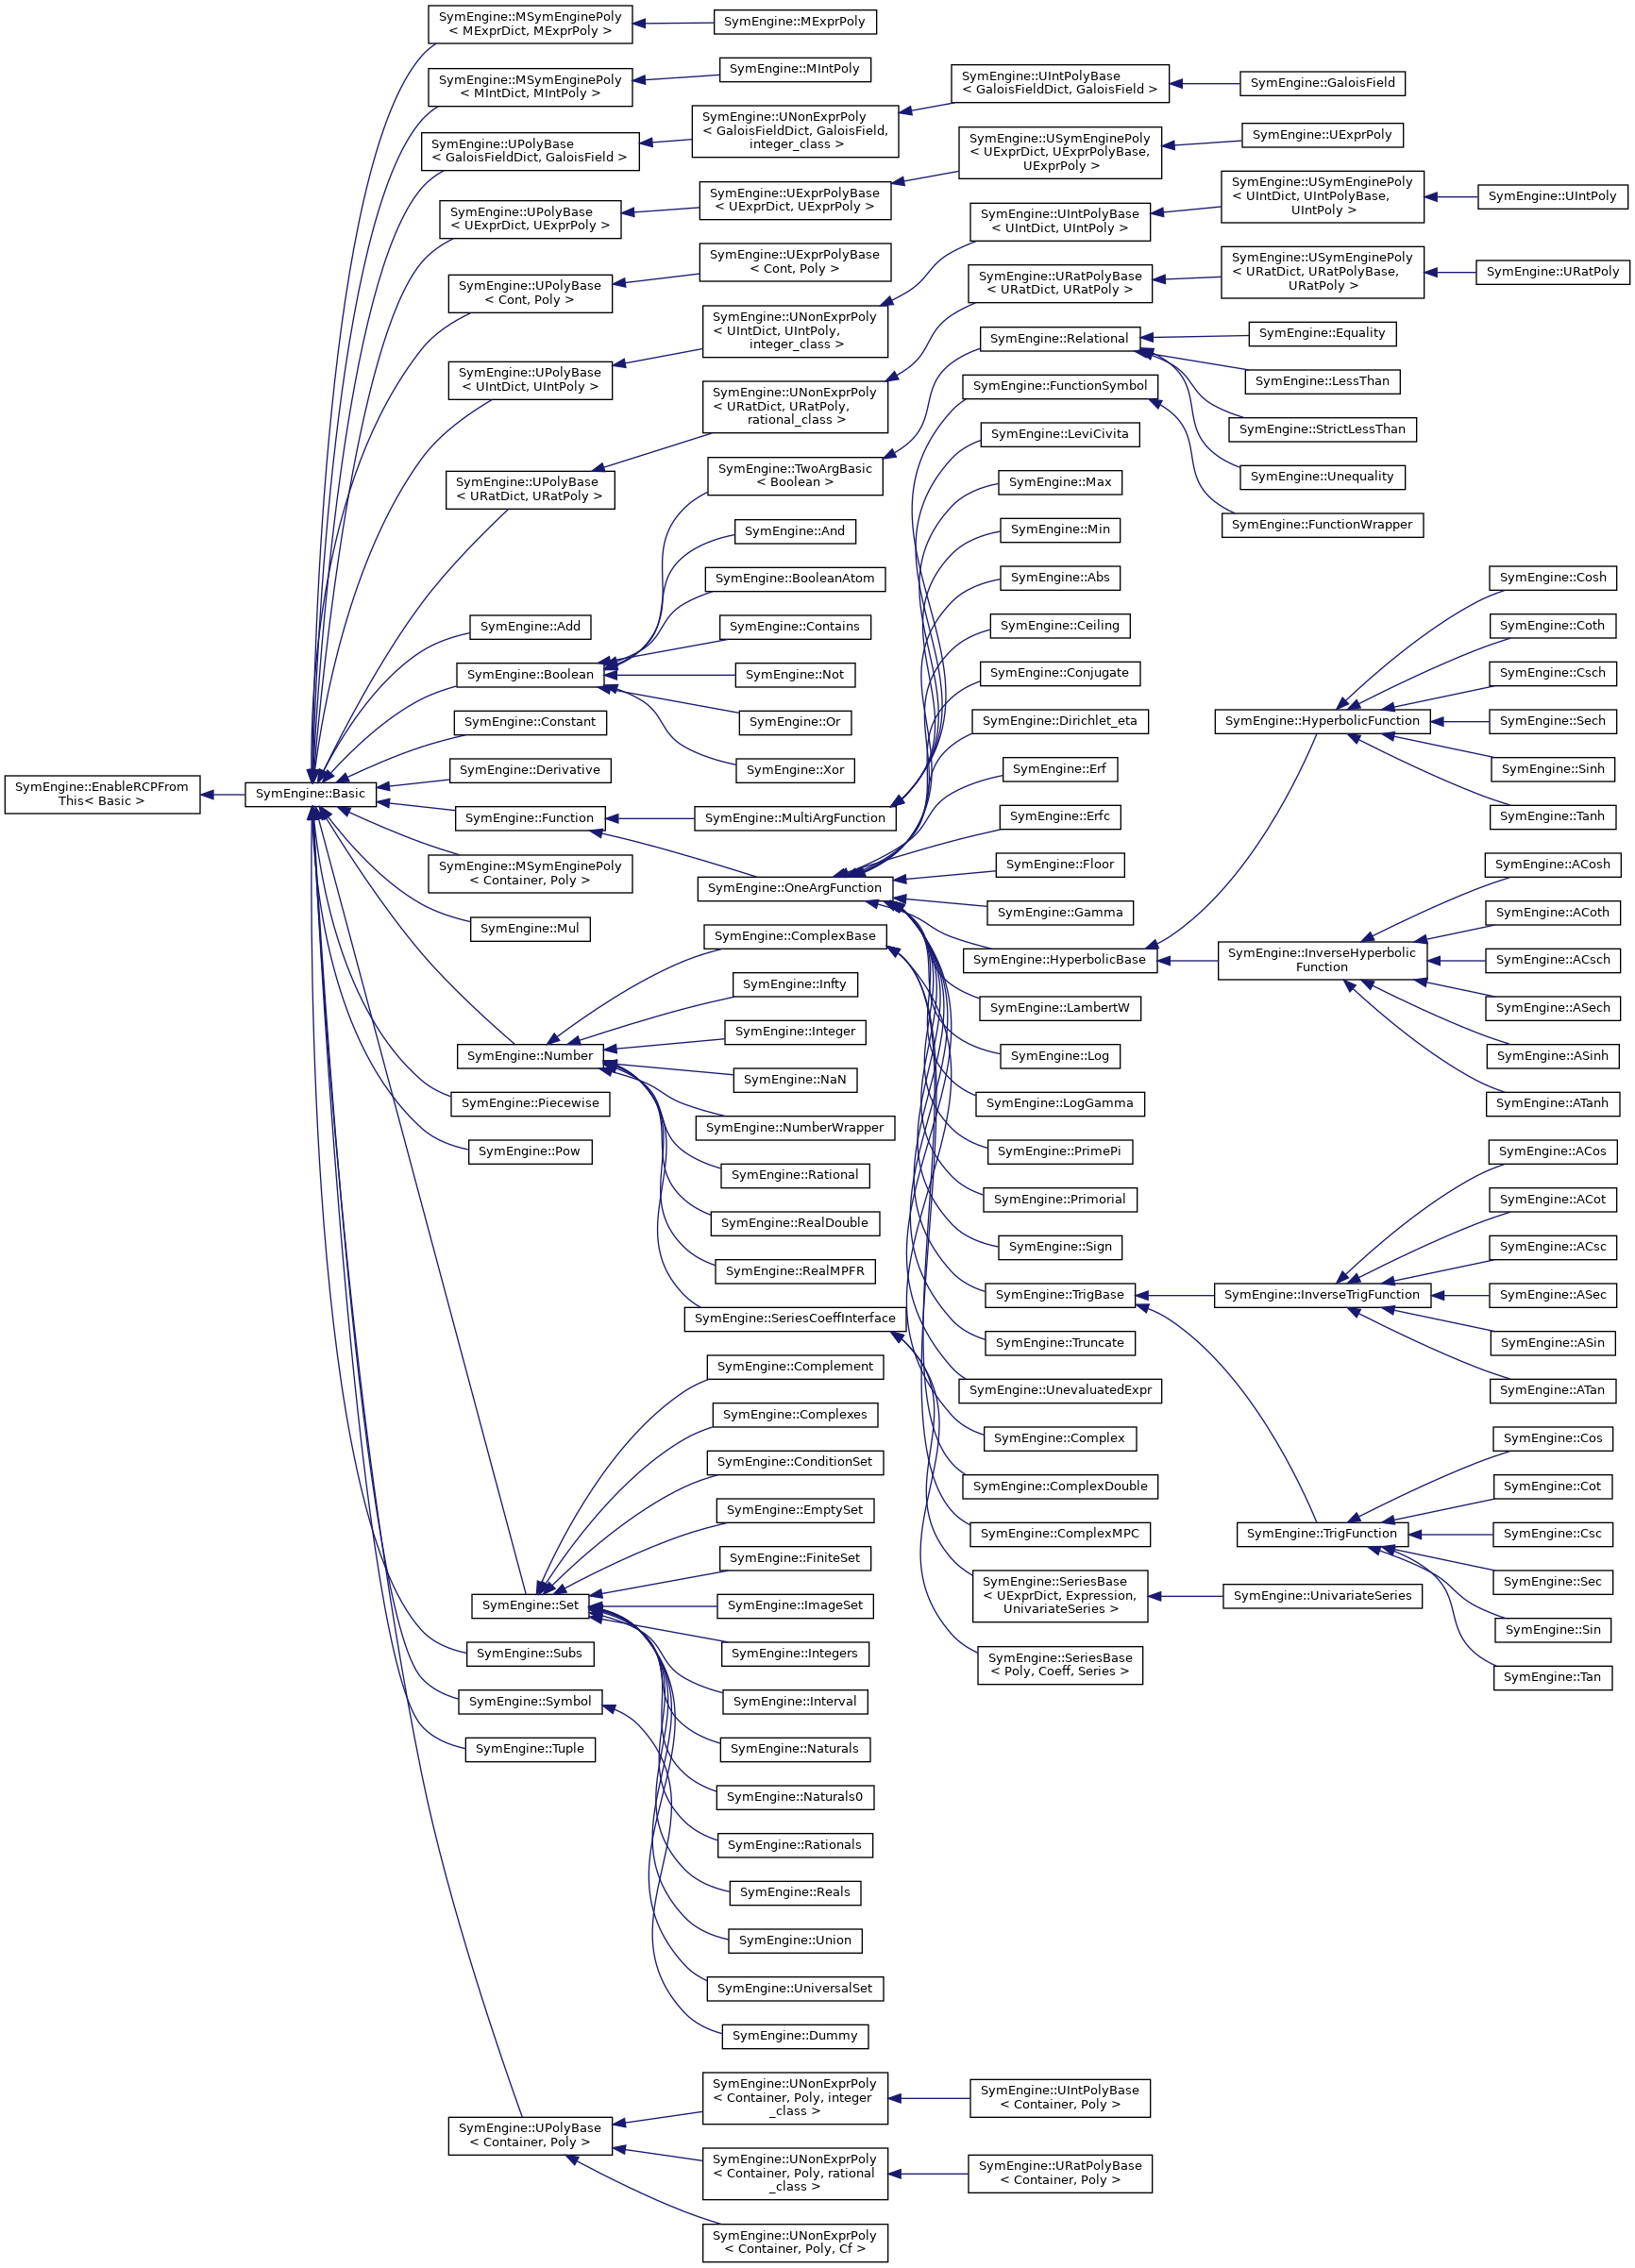 SymEngine::EnableRCPFrom
This< Basic >
SymEngine::Basic
SymEngine::MSymEnginePoly
< MExprDict, MExprPoly >
SymEngine::MSymEnginePoly
< MIntDict, MIntPoly >
SymEngine::UPolyBase
< GaloisFieldDict, GaloisField >
SymEngine::UPolyBase
< UExprDict, UExprPoly >
SymEngine::UPolyBase
< Cont, Poly >
SymEngine::UPolyBase
< UIntDict, UIntPoly >
SymEngine::UPolyBase
< URatDict, URatPoly >
SymEngine::Add
SymEngine::Boolean
SymEngine::Constant
SymEngine::Derivative
SymEngine::Function
SymEngine::MSymEnginePoly
< Container, Poly >
SymEngine::Mul
SymEngine::Number
SymEngine::Piecewise
SymEngine::Pow
SymEngine::Set
SymEngine::Subs
SymEngine::Symbol
SymEngine::Tuple
SymEngine::UPolyBase
< Container, Poly >
SymEngine::MExprPoly
SymEngine::MIntPoly
SymEngine::UNonExprPoly
< GaloisFieldDict, GaloisField,
integer_class >
SymEngine::UExprPolyBase
< UExprDict, UExprPoly >
SymEngine::UExprPolyBase
< Cont, Poly >
SymEngine::UNonExprPoly
< UIntDict, UIntPoly,
integer_class >
SymEngine::UNonExprPoly
< URatDict, URatPoly,
rational_class >
SymEngine::TwoArgBasic
< Boolean >
SymEngine::And
SymEngine::BooleanAtom
SymEngine::Contains
SymEngine::Not
SymEngine::Or
SymEngine::Xor
SymEngine::MultiArgFunction
SymEngine::OneArgFunction
SymEngine::ComplexBase
SymEngine::Infty
SymEngine::Integer
SymEngine::NaN
SymEngine::NumberWrapper
SymEngine::Rational
SymEngine::RealDouble
SymEngine::RealMPFR
SymEngine::SeriesCoeffInterface
SymEngine::Complement
SymEngine::Complexes
SymEngine::ConditionSet
SymEngine::EmptySet
SymEngine::FiniteSet
SymEngine::ImageSet
SymEngine::Integers
SymEngine::Interval
SymEngine::Naturals
SymEngine::Naturals0
SymEngine::Rationals
SymEngine::Reals
SymEngine::Union
SymEngine::UniversalSet
SymEngine::Dummy
SymEngine::UNonExprPoly
< Container, Poly, integer
_class >
SymEngine::UNonExprPoly
< Container, Poly, rational
_class >
SymEngine::UNonExprPoly
< Container, Poly, Cf >
SymEngine::UIntPolyBase
< GaloisFieldDict, GaloisField >
SymEngine::USymEnginePoly
< UExprDict, UExprPolyBase,
UExprPoly >
SymEngine::UIntPolyBase
< UIntDict, UIntPoly >
SymEngine::URatPolyBase
< URatDict, URatPoly >
SymEngine::Relational
SymEngine::FunctionSymbol
SymEngine::LeviCivita
SymEngine::Max
SymEngine::Min
SymEngine::Abs
SymEngine::Ceiling
SymEngine::Conjugate
SymEngine::Dirichlet_eta
SymEngine::Erf
SymEngine::Erfc
SymEngine::Floor
SymEngine::Gamma
SymEngine::HyperbolicBase
SymEngine::LambertW
SymEngine::Log
SymEngine::LogGamma
SymEngine::PrimePi
SymEngine::Primorial
SymEngine::Sign
SymEngine::TrigBase
SymEngine::Truncate
SymEngine::UnevaluatedExpr
SymEngine::Complex
SymEngine::ComplexDouble
SymEngine::ComplexMPC
SymEngine::SeriesBase
< UExprDict, Expression,
UnivariateSeries >
SymEngine::SeriesBase
< Poly, Coeff, Series >
SymEngine::UIntPolyBase
< Container, Poly >
SymEngine::URatPolyBase
< Container, Poly >
SymEngine::GaloisField
SymEngine::UExprPoly
SymEngine::USymEnginePoly
< UIntDict, UIntPolyBase,
UIntPoly >
SymEngine::USymEnginePoly
< URatDict, URatPolyBase,
URatPoly >
SymEngine::Equality
SymEngine::LessThan
SymEngine::StrictLessThan
SymEngine::Unequality
SymEngine::FunctionWrapper
SymEngine::HyperbolicFunction
SymEngine::InverseHyperbolic
Function
SymEngine::InverseTrigFunction
SymEngine::TrigFunction
SymEngine::UnivariateSeries
SymEngine::UIntPoly
SymEngine::URatPoly
SymEngine::Cosh
SymEngine::Coth
SymEngine::Csch
SymEngine::Sech
SymEngine::Sinh
SymEngine::Tanh
SymEngine::ACosh
SymEngine::ACoth
SymEngine::ACsch
SymEngine::ASech
SymEngine::ASinh
SymEngine::ATanh
SymEngine::ACos
SymEngine::ACot
SymEngine::ACsc
SymEngine::ASec
SymEngine::ASin
SymEngine::ATan
SymEngine::Cos
SymEngine::Cot
SymEngine::Csc
SymEngine::Sec
SymEngine::Sin
SymEngine::Tan